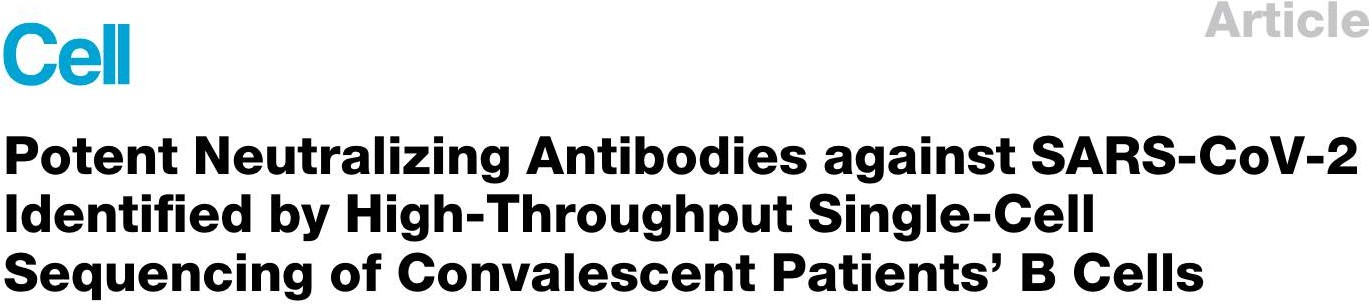 Article
Cell
Potent Neutralizing Antibodies against SARS-CoV-2
Identified by High-Throughput Single-Cell
Sequencing of Convalescent Patients’ B Cells